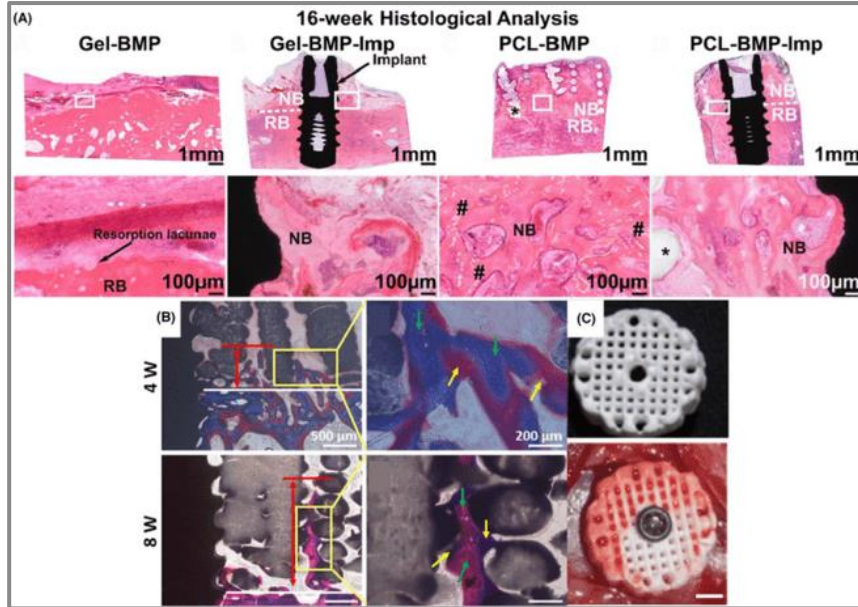 (A)
16-week Histological Analysis
Gel-BMP
Gel-BMP-Imp
PCL-BMP
PCL-BMP-Imp
Implant
NB
RB
NB
RB
NB
RB
*
1mm
1mm
1mm
1mm
Resorption lacunae
RB
100μm
NB
100μm
#
#
#
NB
100μm
*
NB
100μm
(B)
(C)
4 W
500 μm
200 μm
8 W